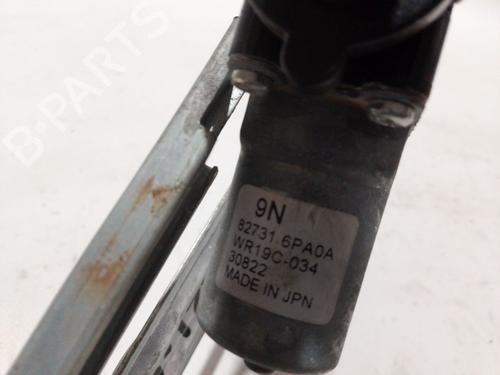 B-PARTS
9N
82731 6PA0A
WR19C-034
30822
MADE IN JPN